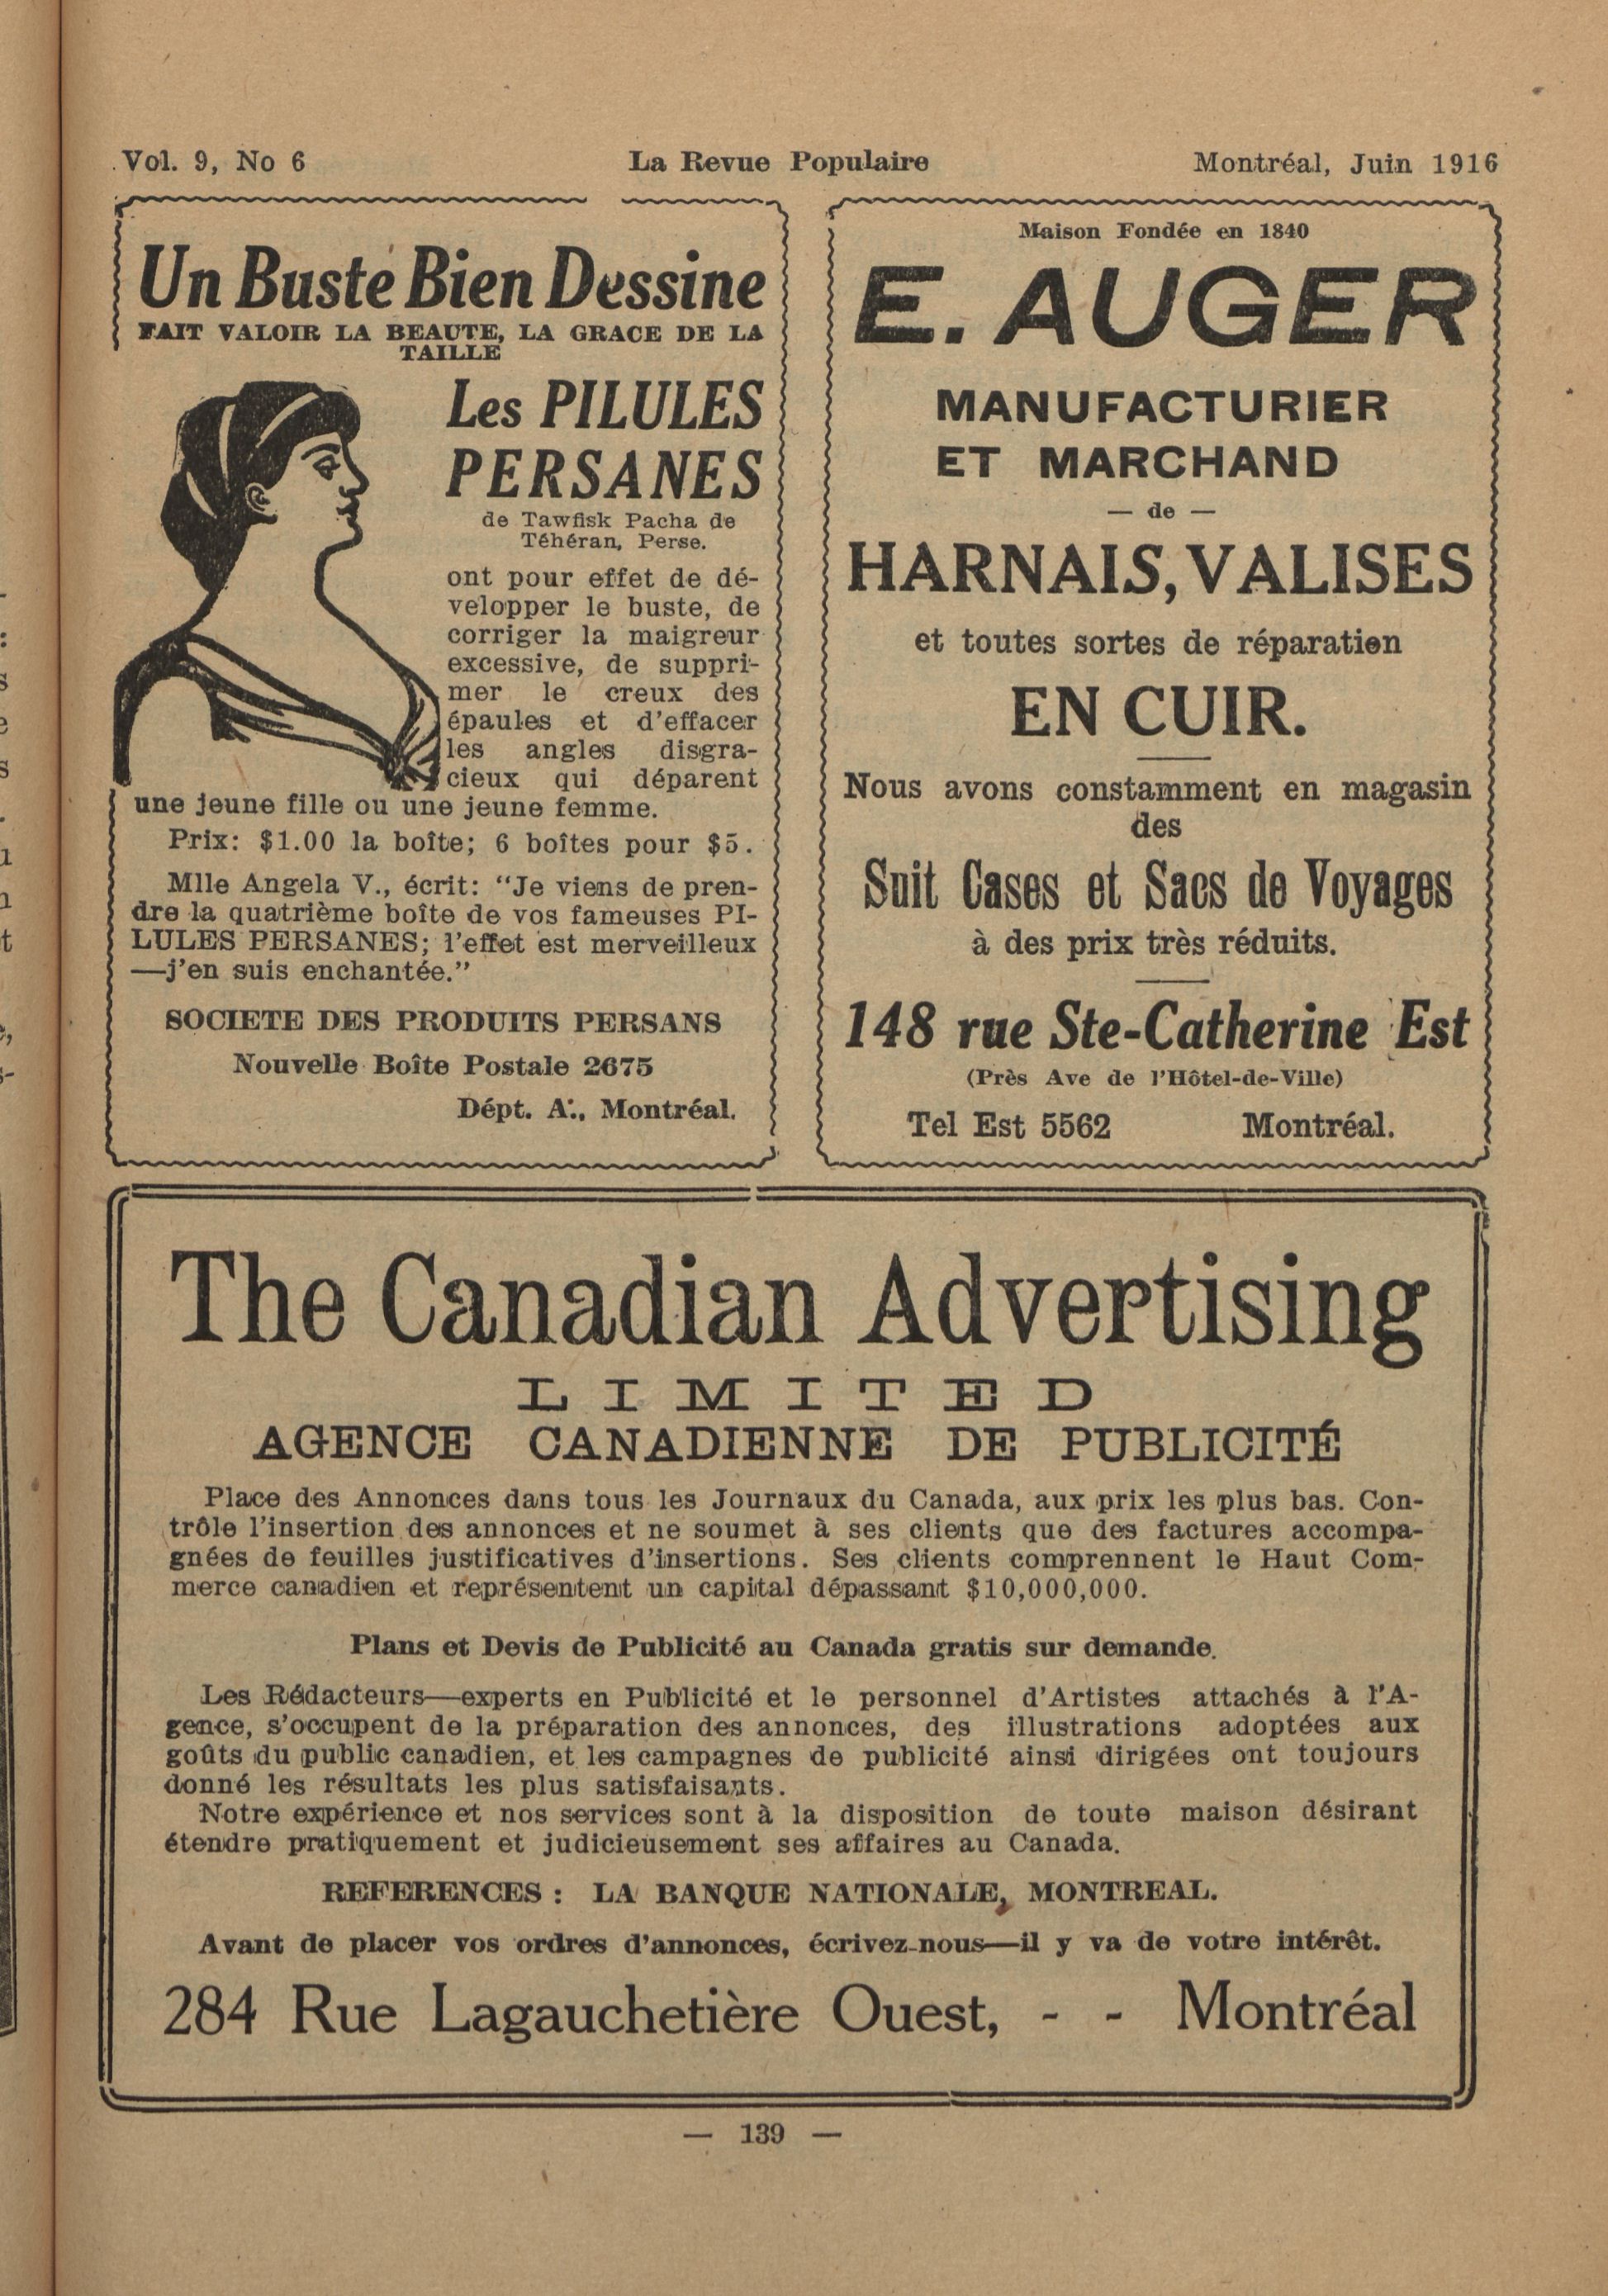 Vol. 9, No 6 La Revue Populaire Montréal, Juin 1916
Un Buste Bien Dessine
FAIT VALOIR LA BEAUTE, LA GRACE DE LA
TAILLE
Les PILULES
PERSANES
de Tawfisk Pacha de
Téhéran, Perse.
ont pour effet de dé-
velopper le buste, de
corriger la maigreur
excessive, de suppri-
mer le creux des
épaules et d'effacer
les angles disgra-
cieux qui déparent
une jeune fille ou une jeune femme.
Prix: $1.00 la boîte; 6 boîtes pour $5.
Mlle Angela V., écrit: "Je viens de pren-
dre la quatrième boîte de vos fameuses PI-
LULES PERSANES; l'effet est merveilleux
—j'en suis enchantée."
SOCIETE DES PRODUITS PERSANS
Nouvelle Boîte Postale 2675
Dépt. A., Montréal.
Maison Fondée en 1840
E. AUGER
MANUFACTURIER
ET MARCHAND
— de —
HARNAIS, VALISES
et toutes sortes de réparation
EN CUIR.
Nous avons constamment en magasin
des
Suit Cases et Sacs de Voyages
à des prix très réduits.
148 rue Ste-Catherine Est
(Près Ave de l'Hôtel-de-Ville)
Tel Est 5562 Montréal.
The Canadian Advertising
LIMITED
AGENCE CANADIENNE DE PUBLICITÉ
Place des Annonces dans tous les Journaux du Canada, aux prix les plus bas. Con-
trôle l'insertion des annonces et ne soumet à ses clients que des factures accompa-
gnées de feuilles justificatives d'insertions. Ses clients comprennent le Haut Com-
merce canadien et représentent un capital dépassant $10,000,000.
Plans et Devis de Publicité au Canada gratis sur demande.
Les Rédacteurs—experts en Publicité et le personnel d'Artistes attachés à l'A-
gence, s'occupent de la préparation des annonces, des illustrations adoptées aux
goûts du public canadien, et les campagnes de publicité ainsi dirigées ont toujours
donné les résultats les plus satisfaisants.
Notre expérience et nos services sont à la disposition de toute maison désirant
étendre pratiquement et judicieusement ses affaires au Canada.
REFERENCES : LA BANQUE NATIONALE, MONTREAL.
Avant de placer vos ordres d'annonces, écrivez-nous—il y va de votre intérêt.
284 Rue Lagauchetière Ouest, - - Montréal
— 139 —